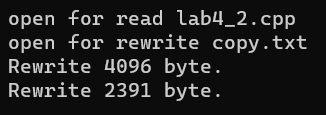 open for read lab4_2.cpp
open for rewrite copy.txt
Rewrite 4096 byte.
Rewrite 2391 byte.